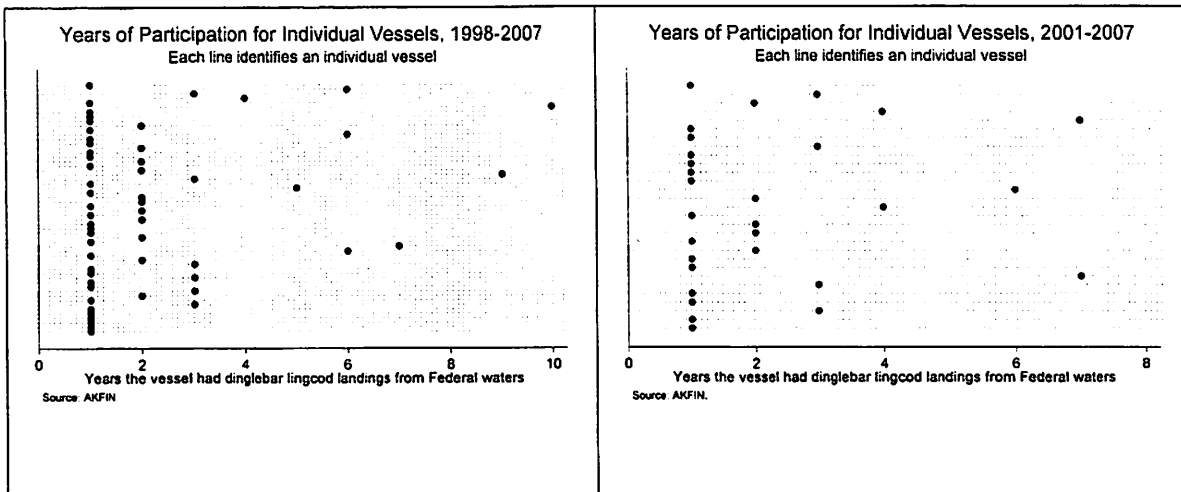 Years of Participation for Individual Vessels, 1998-2007
Each line identifies an individual vessel
0 2 4 6 8 10
Years the vessel had dinglebar lingcod landings from Federal waters
Source: AKFIN
Years of Participation for Individual Vessels, 2001-2007
Each line identifies an individual vessel
0 2 4 6 8
Years the vessel had dinglebar lingcod landings from Federal waters
Source: AKFIN.